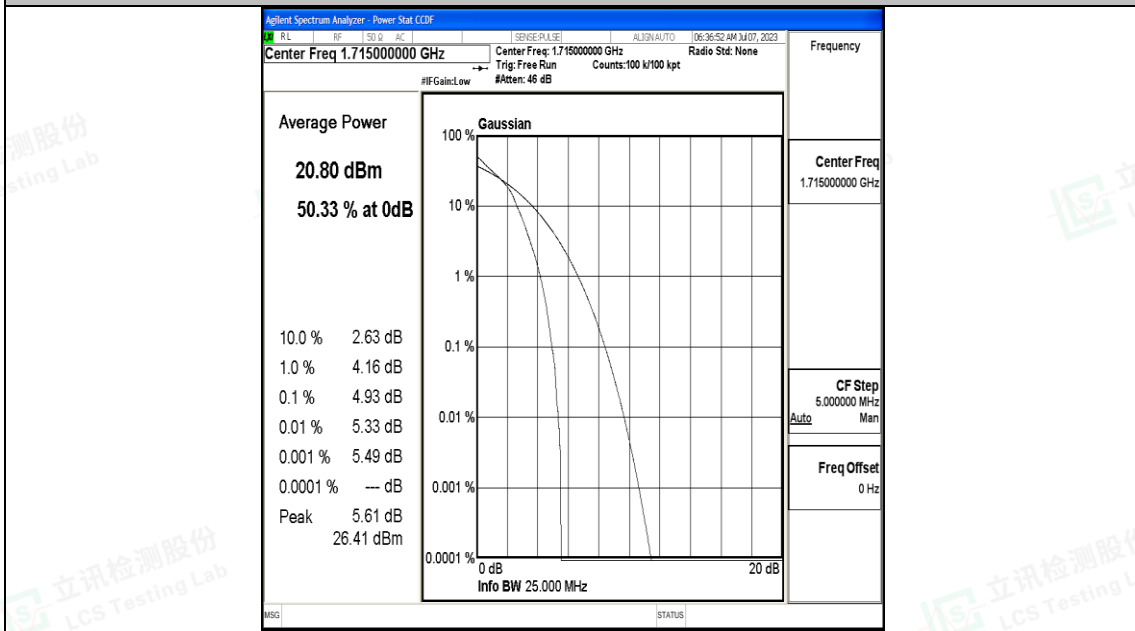 Agilent Spectrum Analyzer - Power Stat CCDF
RL RF 50 Ω AC SENSE:PULSE ALIGN AUTO 06:36:52 AM Jul 07, 2023
Center Freq 1.715000000 GHz
Center Freq: 1.715000000 GHz Radio Std: None
Trig: Free Run Counts:100 k/100 kpt
#IFGain:Low #Atten: 46 dB
Frequency
Average Power
20.80 dBm
50.33 % at 0dB
10.0 % 2.63 dB
1.0 % 4.16 dB
0.1 % 4.93 dB
0.01 % 5.33 dB
0.001 % 5.49 dB
0.0001 % --- dB
Peak 5.61 dB
26.41 dBm
Gaussian
100 %
10 %
1 %
0.1 %
0.01 %
0.001 %
0.0001 %
0 dB 20 dB
Info BW 25.000 MHz
Center Freq
1.715000000 GHz
CF Step
5.000000 MHz
Auto Man
Freq Offset
0 Hz
MSG STATUS
立讯检测股份
LCS Testing Lab
立讯检测股份